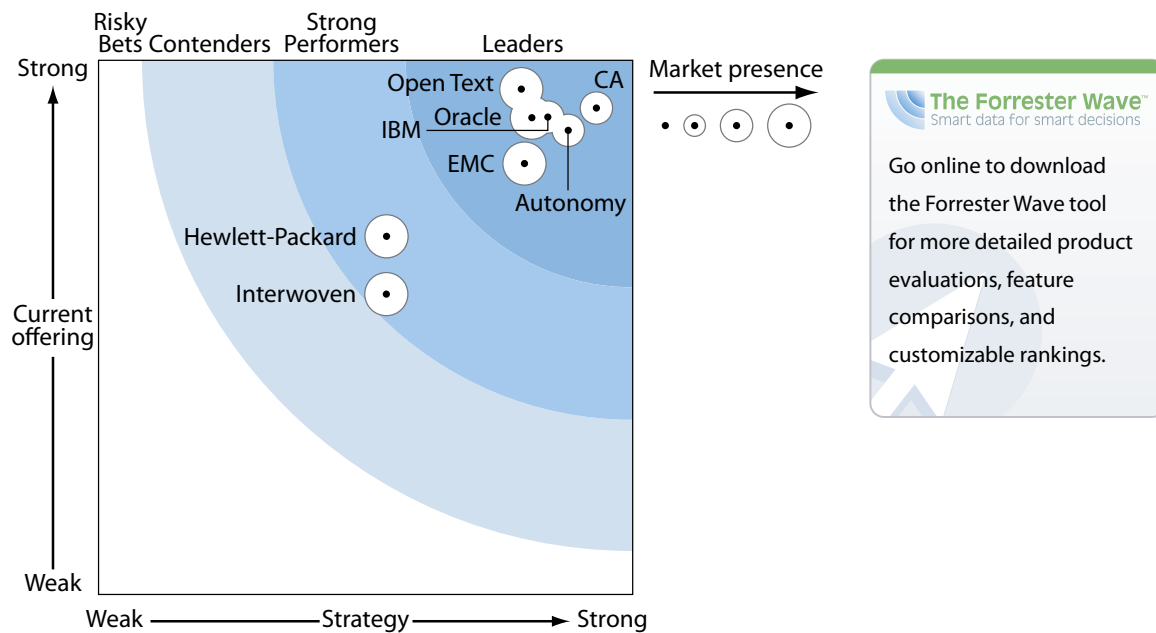 Risky
Bets
Contenders
Strong
Performers
Leaders
Strong
Current
offering
Weak
Open Text
CA
Oracle
IBM
EMC
Autonomy
Hewlett-Packard
Interwoven
Weak
Strategy
Strong
Market presence
The Forrester Wave™
Smart data for smart decisions
Go online to download
the Forrester Wave tool
for more detailed product
evaluations, feature
comparisons, and
customizable rankings.